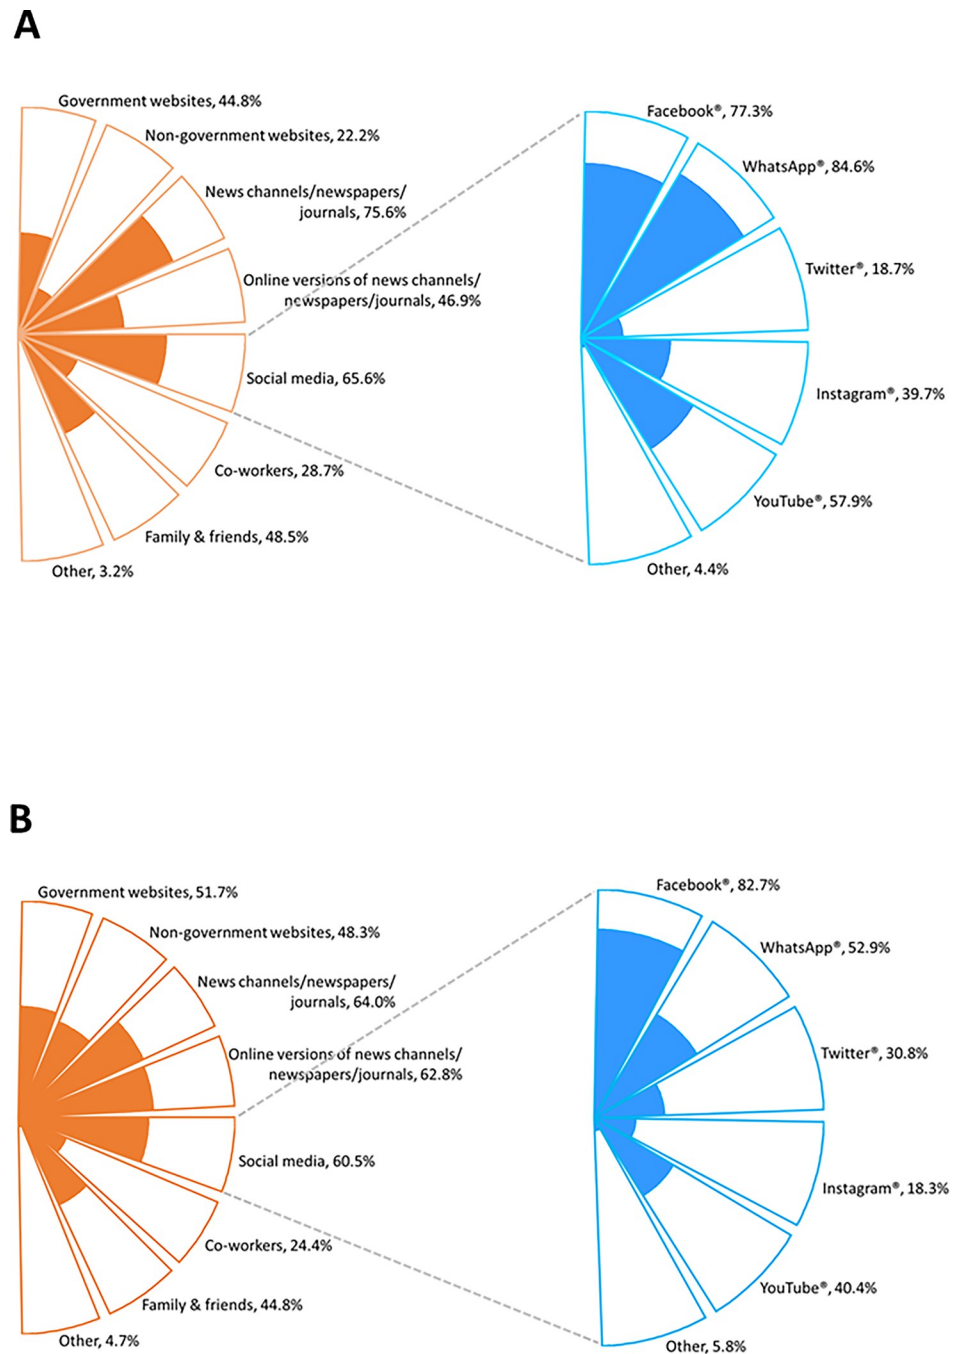 A
Government websites, 44.8%
Non-government websites, 22.2%
News channels/newspapers/
journals, 75.6%
Online versions of news channels/
newspapers/journals, 46.9%
Social media, 65.6%
Co-workers, 28.7%
Family & friends, 48.5%
Other, 3.2%
Facebook®, 77.3%
WhatsApp®, 84.6%
Twitter®, 18.7%
Instagram®, 39.7%
YouTube®, 57.9%
Other, 4.4%
B
Government websites, 51.7%
Non-government websites, 48.3%
News channels/newspapers/
journals, 64.0%
Online versions of news channels/
newspapers/journals, 62.8%
Social media, 60.5%
Co-workers, 24.4%
Family & friends, 44.8%
Other, 4.7%
Facebook®, 82.7%
WhatsApp®, 52.9%
Twitter®, 30.8%
Instagram®, 18.3%
YouTube®, 40.4%
Other, 5.8%